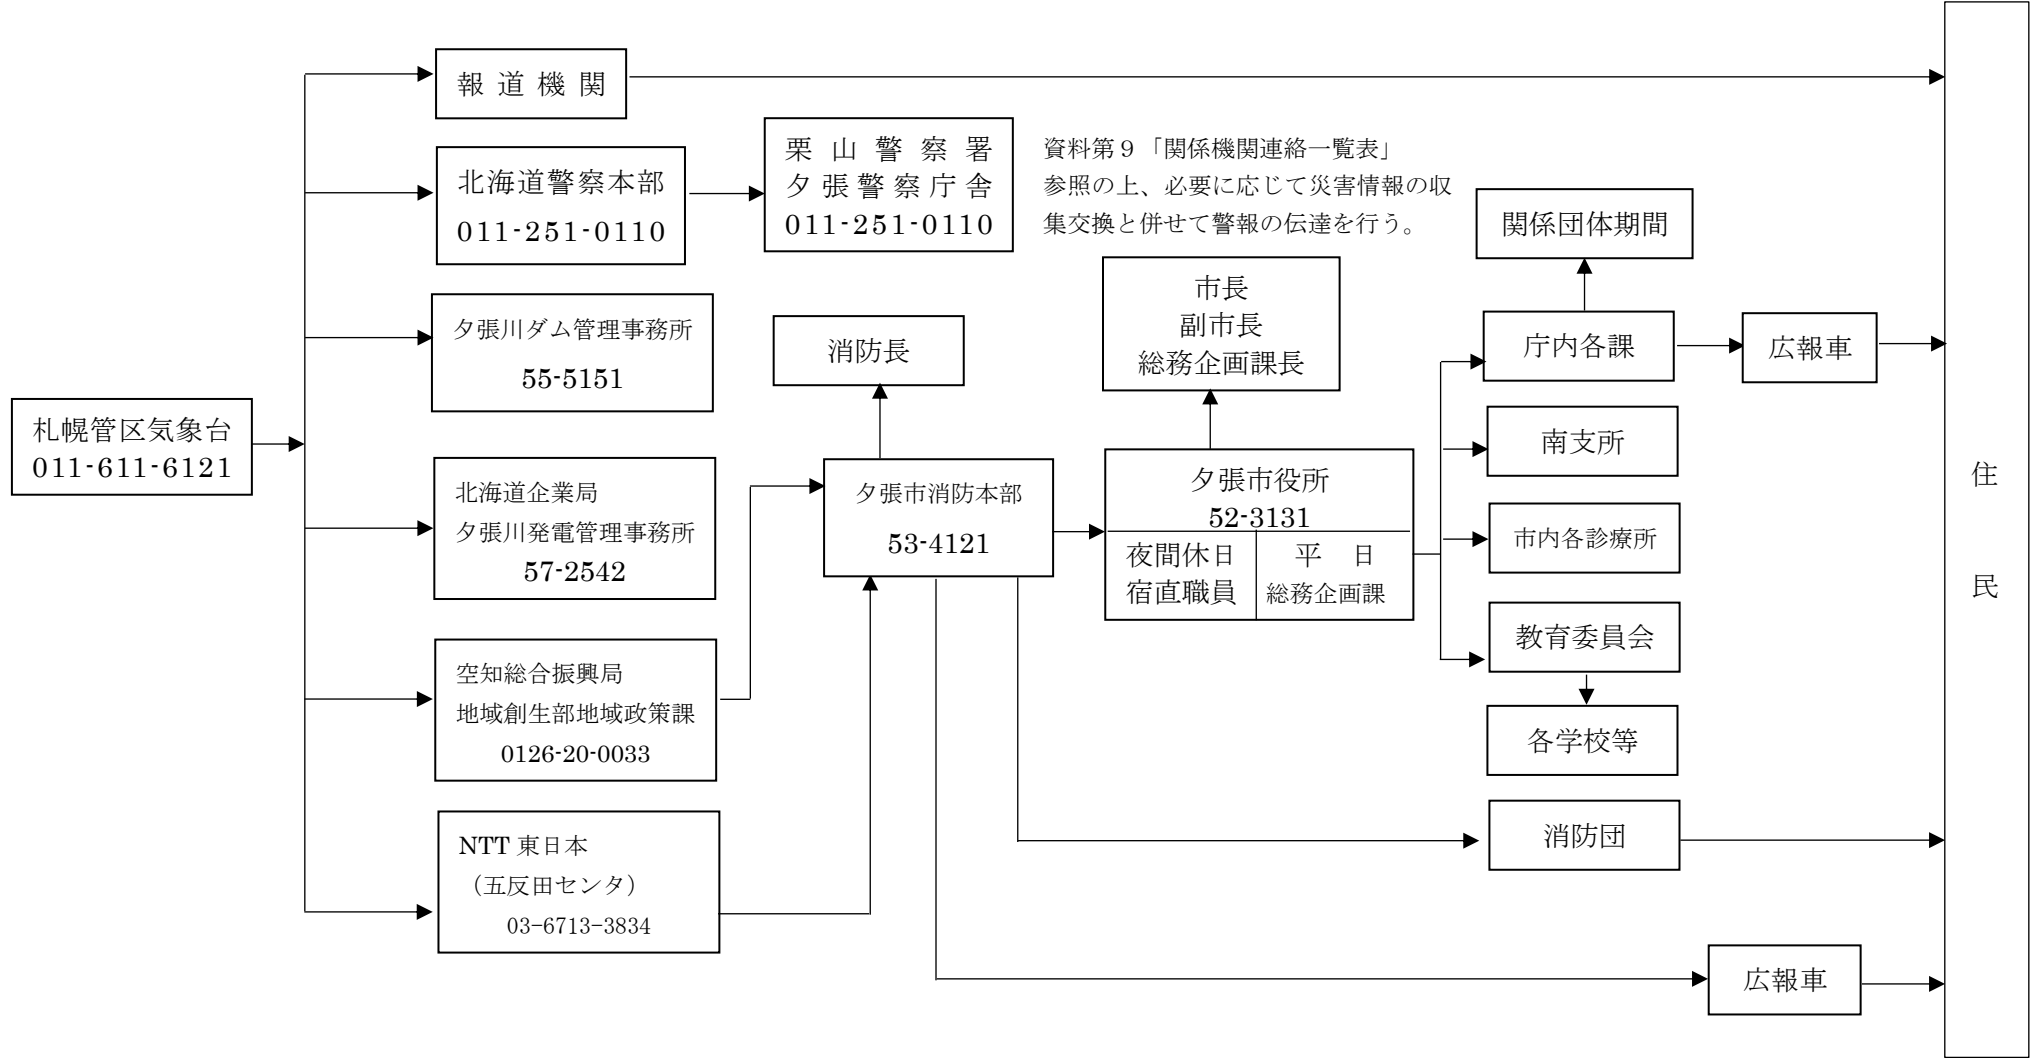 報道機関
北海道警察本部
011-251-0110
栗山警察署
夕張警察庁舎
011-251-0110
資料第９「関係機関連絡一覧表」
参照の上、必要に応じて災害情報の収
集交換と併せて警報の伝達を行う。
関係団体期間
夕張川ダム管理事務所
55-5151
消防長
市長
副市長
総務企画課長
庁内各課
広報車
札幌管区気象台
011-611-6121
南支所
北海道企業局
夕張川発電管理事務所
57-2542
夕張市消防本部
53-4121
夕張市役所
52-3131
夜間休日
宿直職員
平　日
総務企画課
市内各診療所
教育委員会
各学校等
空知総合振興局
地域創生部地域政策課
0126-20-0033
NTT 東日本
（五反田センタ）
03-6713-3834
消防団
広報車
住
民